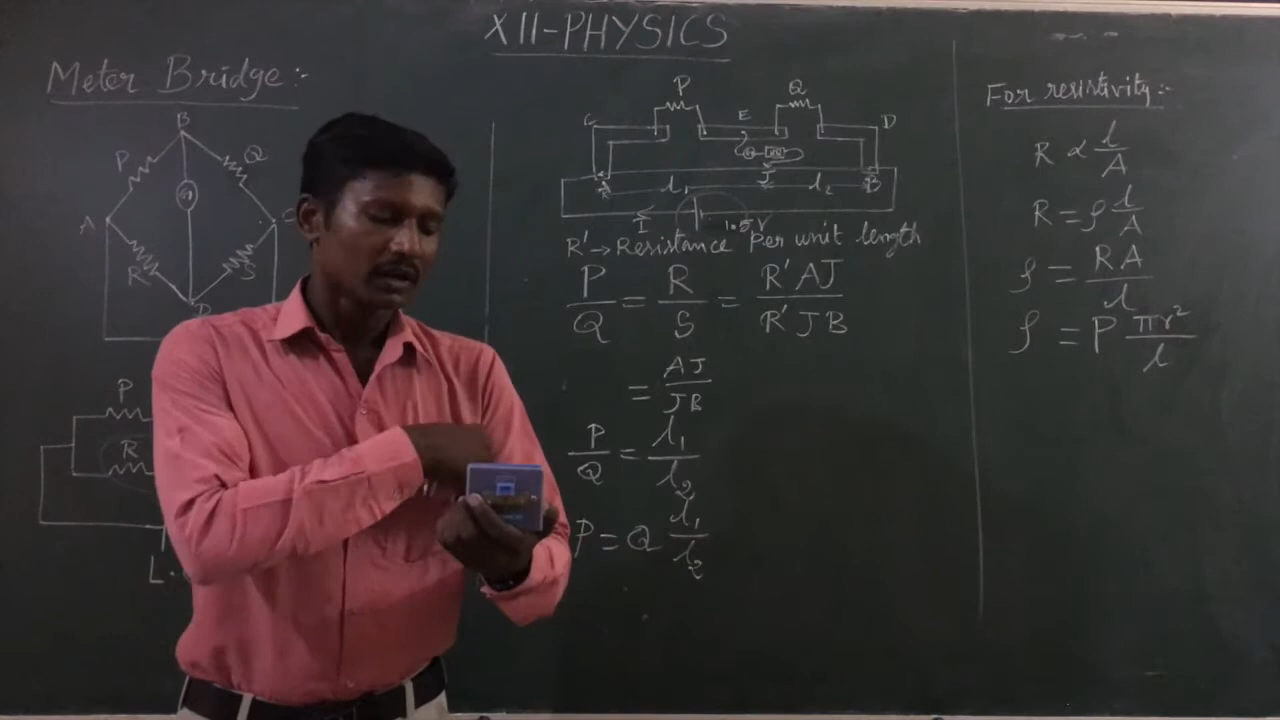 XII-PHYSICS
Meter Bridge:-
B
P
Q
G
A
C
R
S
D
P
R
L.
P
Q
C
E
D
G
HR
J
A
l₁
l₂
B
I
1.5V
R' → Resistance Per unit length
P/Q = R/S = R' AJ / R' JB
= AJ/JB
P/Q = l₁/l₂
P = Q l₁/l₂
For resistivity:-
R ∝ l/A
R = ρ l/A
ρ = RA/l
ρ = P πr²/l